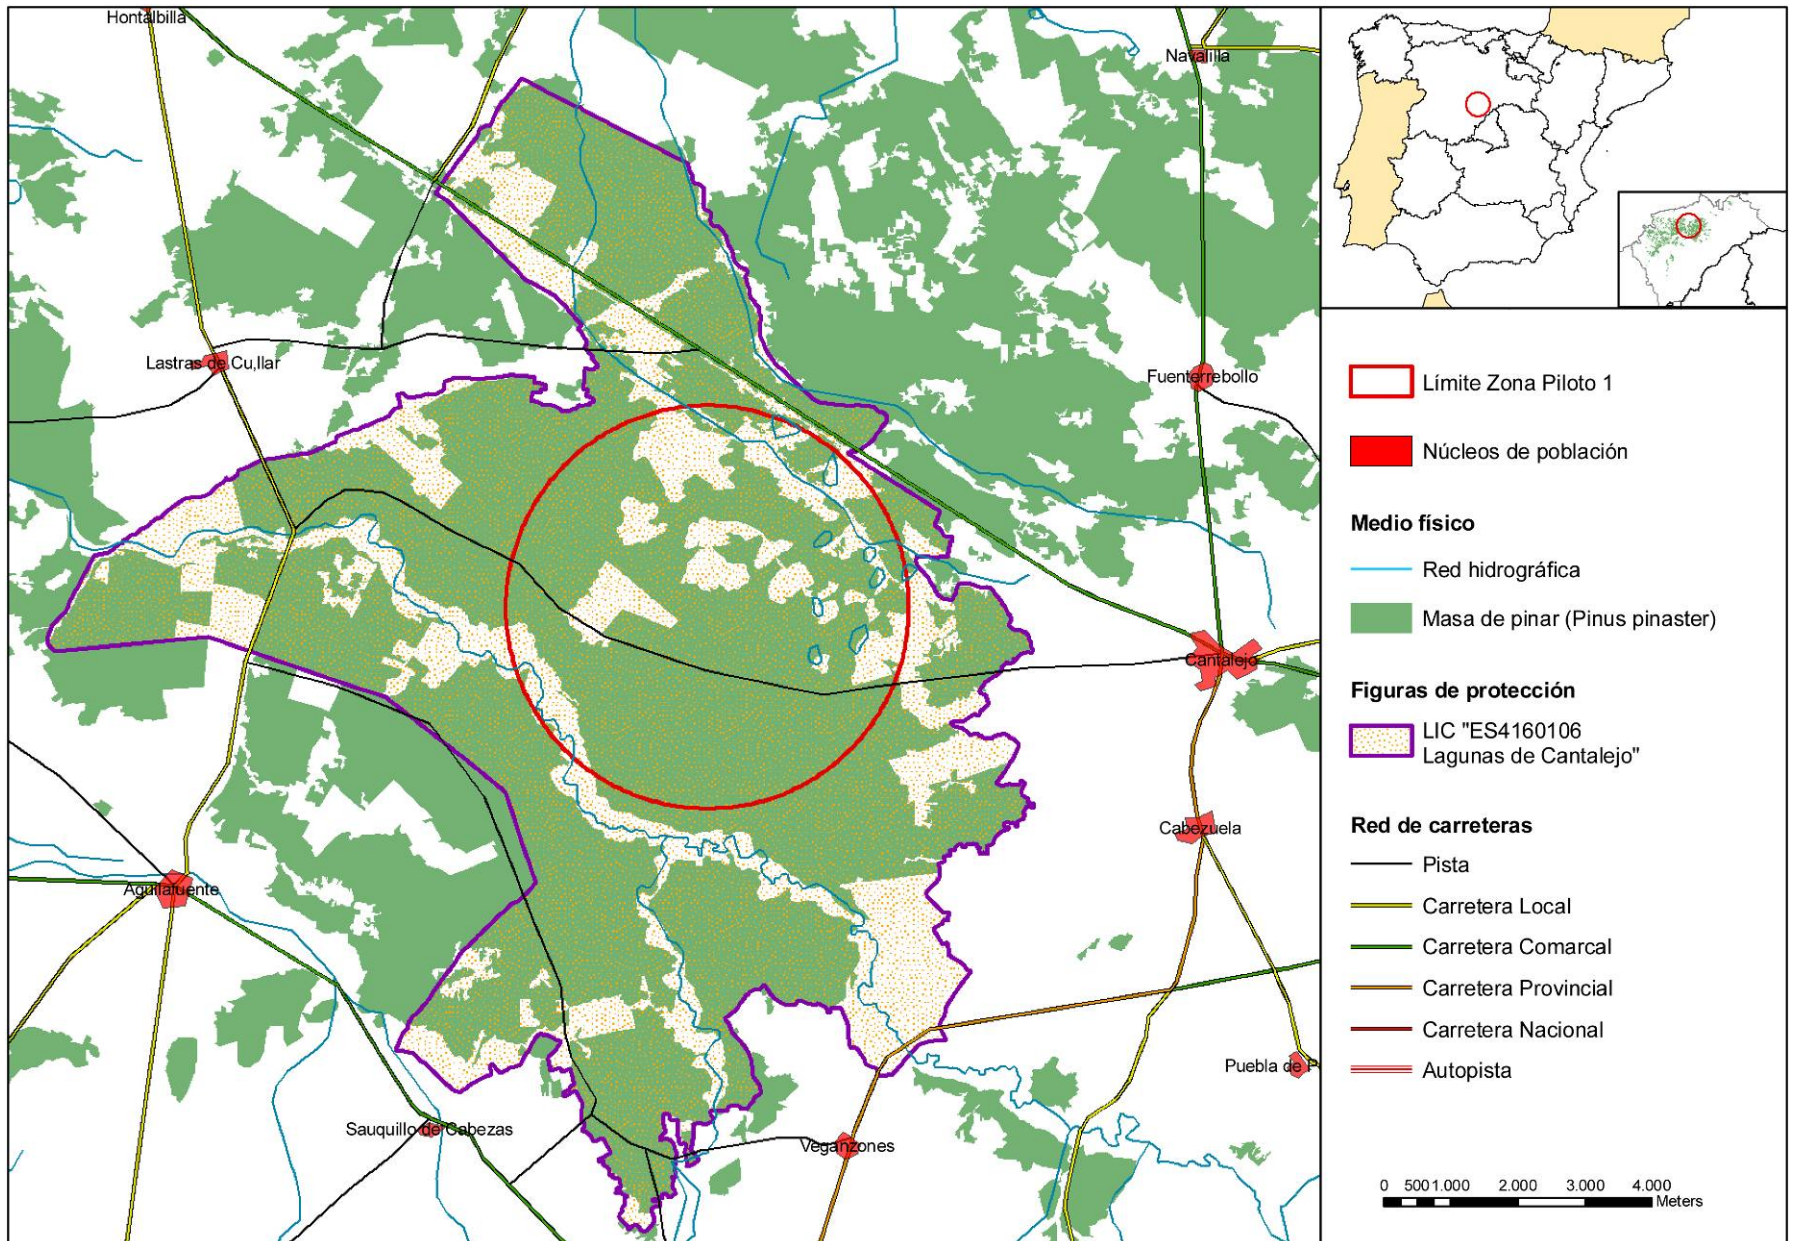 Hontalbilla
Navalilla
Lastras de Cu,llar
Fuenterrebollo
Cantalejo
Cabezuela
Aguilafuente
Puebla de P
Sauquillo de Cabezas
Veganzones
Límite Zona Piloto 1
Núcleos de población
Medio físico
Red hidrográfica
Masa de pinar (Pinus pinaster)
Figuras de protección
LIC "ES4160106
Lagunas de Cantalejo"
Red de carreteras
Pista
Carretera Local
Carretera Comarcal
Carretera Provincial
Carretera Nacional
Autopista
0 500 1.000 2.000 3.000 4.000
Meters